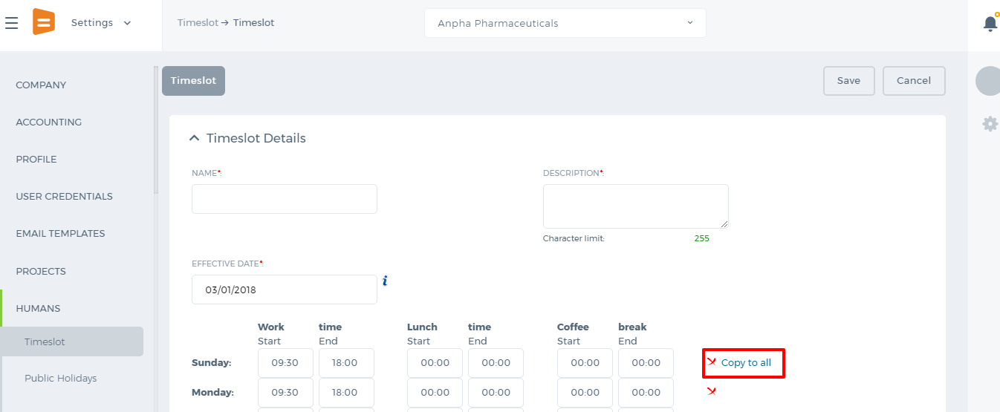 Settings
Timeslot → Timeslot
Anpha Pharmaceuticals
COMPANY
ACCOUNTING
PROFILE
USER CREDENTIALS
EMAIL TEMPLATES
PROJECTS
HUMANS
Timeslot
Public Holidays
Timeslot
Save
Cancel
Timeslot Details
NAME*:
DESCRIPTION*:
Character limit: 255
EFFECTIVE DATE*:
03/01/2018
i
Work time Lunch time Coffee break
Start End Start End Start End
Sunday: 09:30 18:00 00:00 00:00 00:00 00:00 Copy to all
Monday: 09:30 18:00 00:00 00:00 00:00 00:00